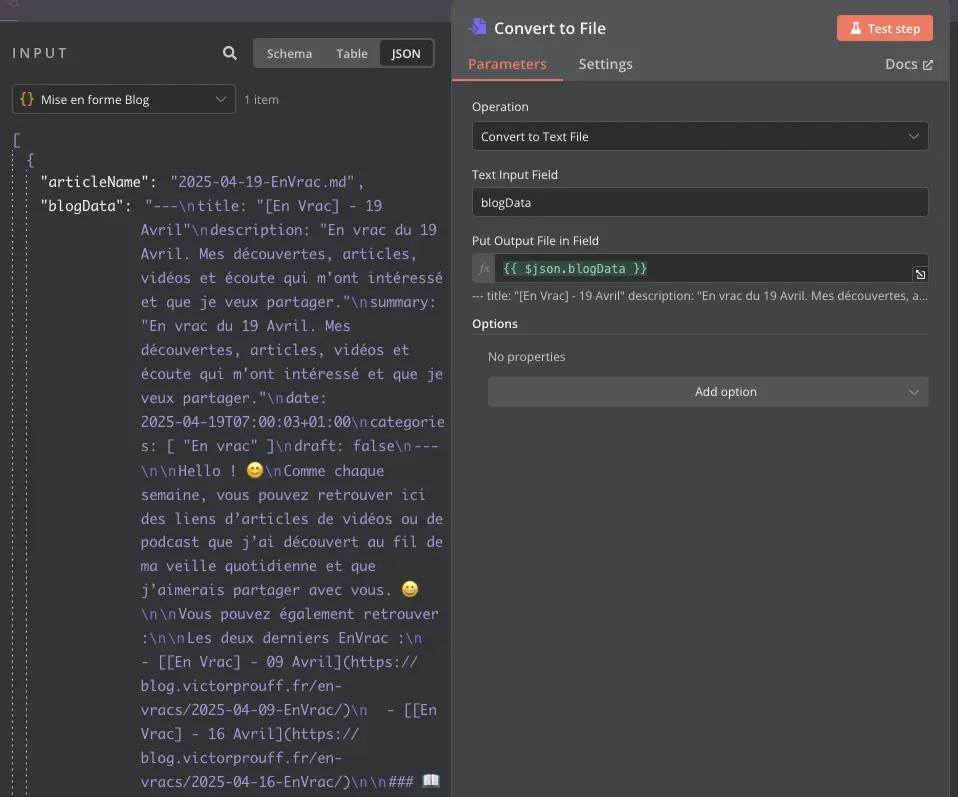 INPUT
Schema
Table
JSON
{} Mise en forme Blog
1 item
[
{
"articleName": "2025-04-19-EnVrac.md",
"blogData": "---\ntitle: "[En Vrac] - 19
Avril"\ndescription: "En vrac du 19
Avril. Mes découvertes, articles,
vidéos et écoute qui m'ont intéressé
et que je veux partager."\nsummary:
"En vrac du 19 Avril. Mes
découvertes, articles, vidéos et
écoute qui m'ont intéressé et que je
veux partager."\ndate:
2025-04-19T07:00:03+01:00\ncategorie
s: [ "En vrac" ]\ndraft: false\n---
\n\nHello ! 😊\nComme chaque
semaine, vous pouvez retrouver ici
des liens d’articles de vidéos ou de
podcast que j’ai découvert au fil de
ma veille quotidienne et que
j’aimerais partager avec vous. 😀
\n\nVous pouvez également retrouver
:\n\nLes deux derniers EnVrac :\n
- [[En Vrac] - 09 Avril](https://
blog.victorprouff.fr/en-
vracs/2025-04-09-EnVrac/)\n - [[En
Vrac] - 16 Avril](https://
blog.victorprouff.fr/en-
vracs/2025-04-16-EnVrac/)\n\n### 📖
Convert to File
Test step
Parameters
Settings
Docs
Operation
Convert to Text File
Text Input Field
blogData
Put Output File in Field
fx {{ $json.blogData }}
--- title: "[En Vrac] - 19 Avril" description: "En vrac du 19 Avril. Mes découvertes, a...
Options
No properties
Add option